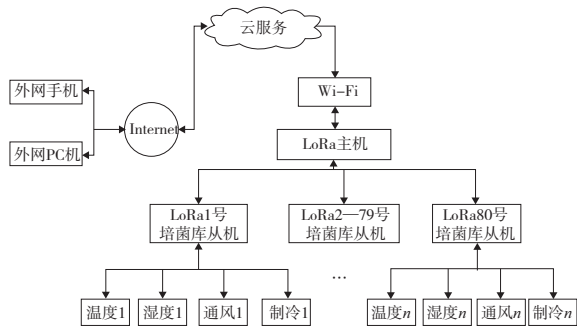 云服务
外网手机
Wi-Fi
Internet
外网PC机
LoRa主机
LoRa1号
培菌库从机
LoRa2—79号
培菌库从机
LoRa80号
培菌库从机
...
温度1 湿度1 通风1 制冷1 温度n 湿度n 通风n 制冷n